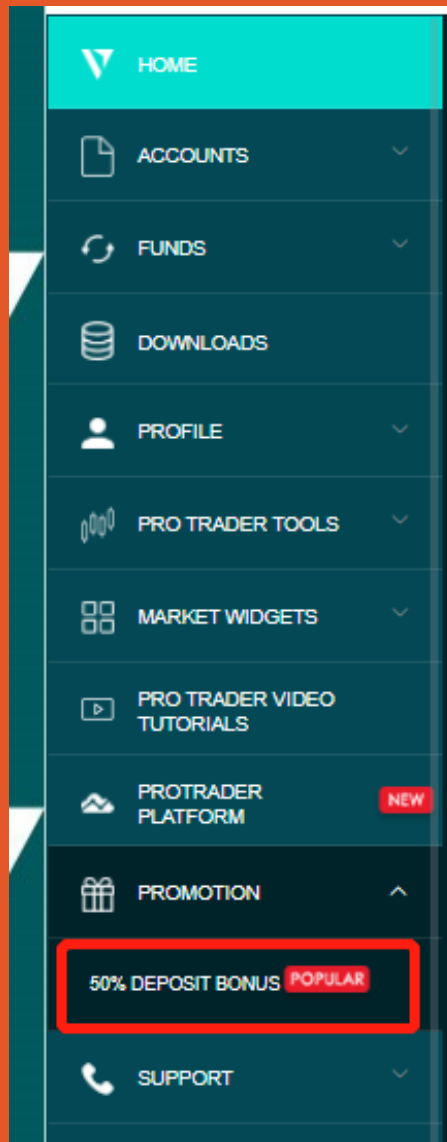 HOME
ACCOUNTS
FUNDS
DOWNLOADS
PROFILE
PRO TRADER TOOLS
MARKET WIDGETS
PRO TRADER VIDEO
TUTORIALS
PROTRADER
PLATFORM NEW
PROMOTION
50% DEPOSIT BONUS POPULAR
SUPPORT